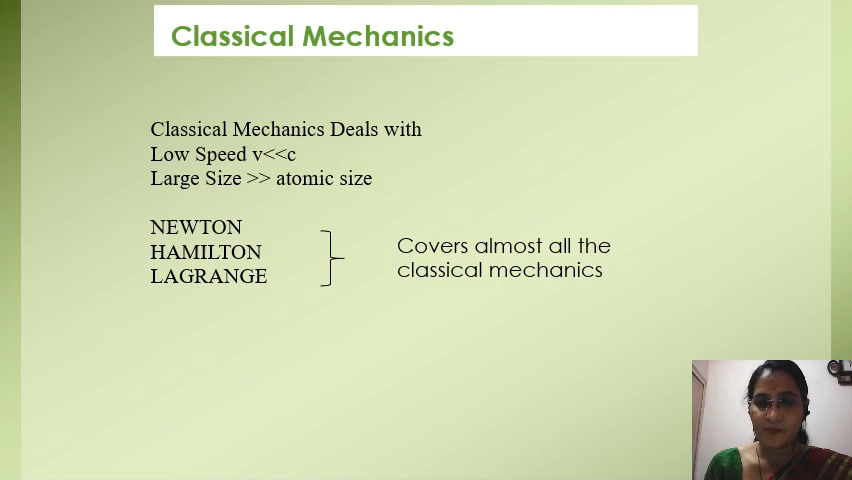 Classical Mechanics
Classical Mechanics Deals with
Low Speed v<<c
Large Size >> atomic size
NEWTON
HAMILTON
LAGRANGE
Covers almost all the
classical mechanics